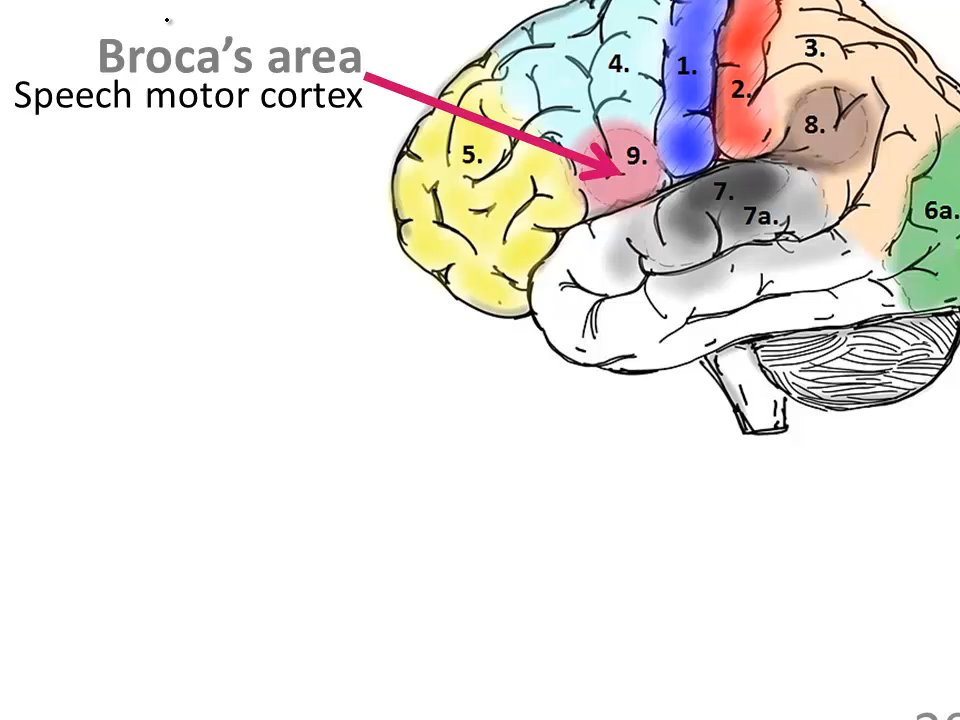 Broca's area
Speech motor cortex
4.
1.
2.
3.
8.
5.
9.
7.
7a.
6a.